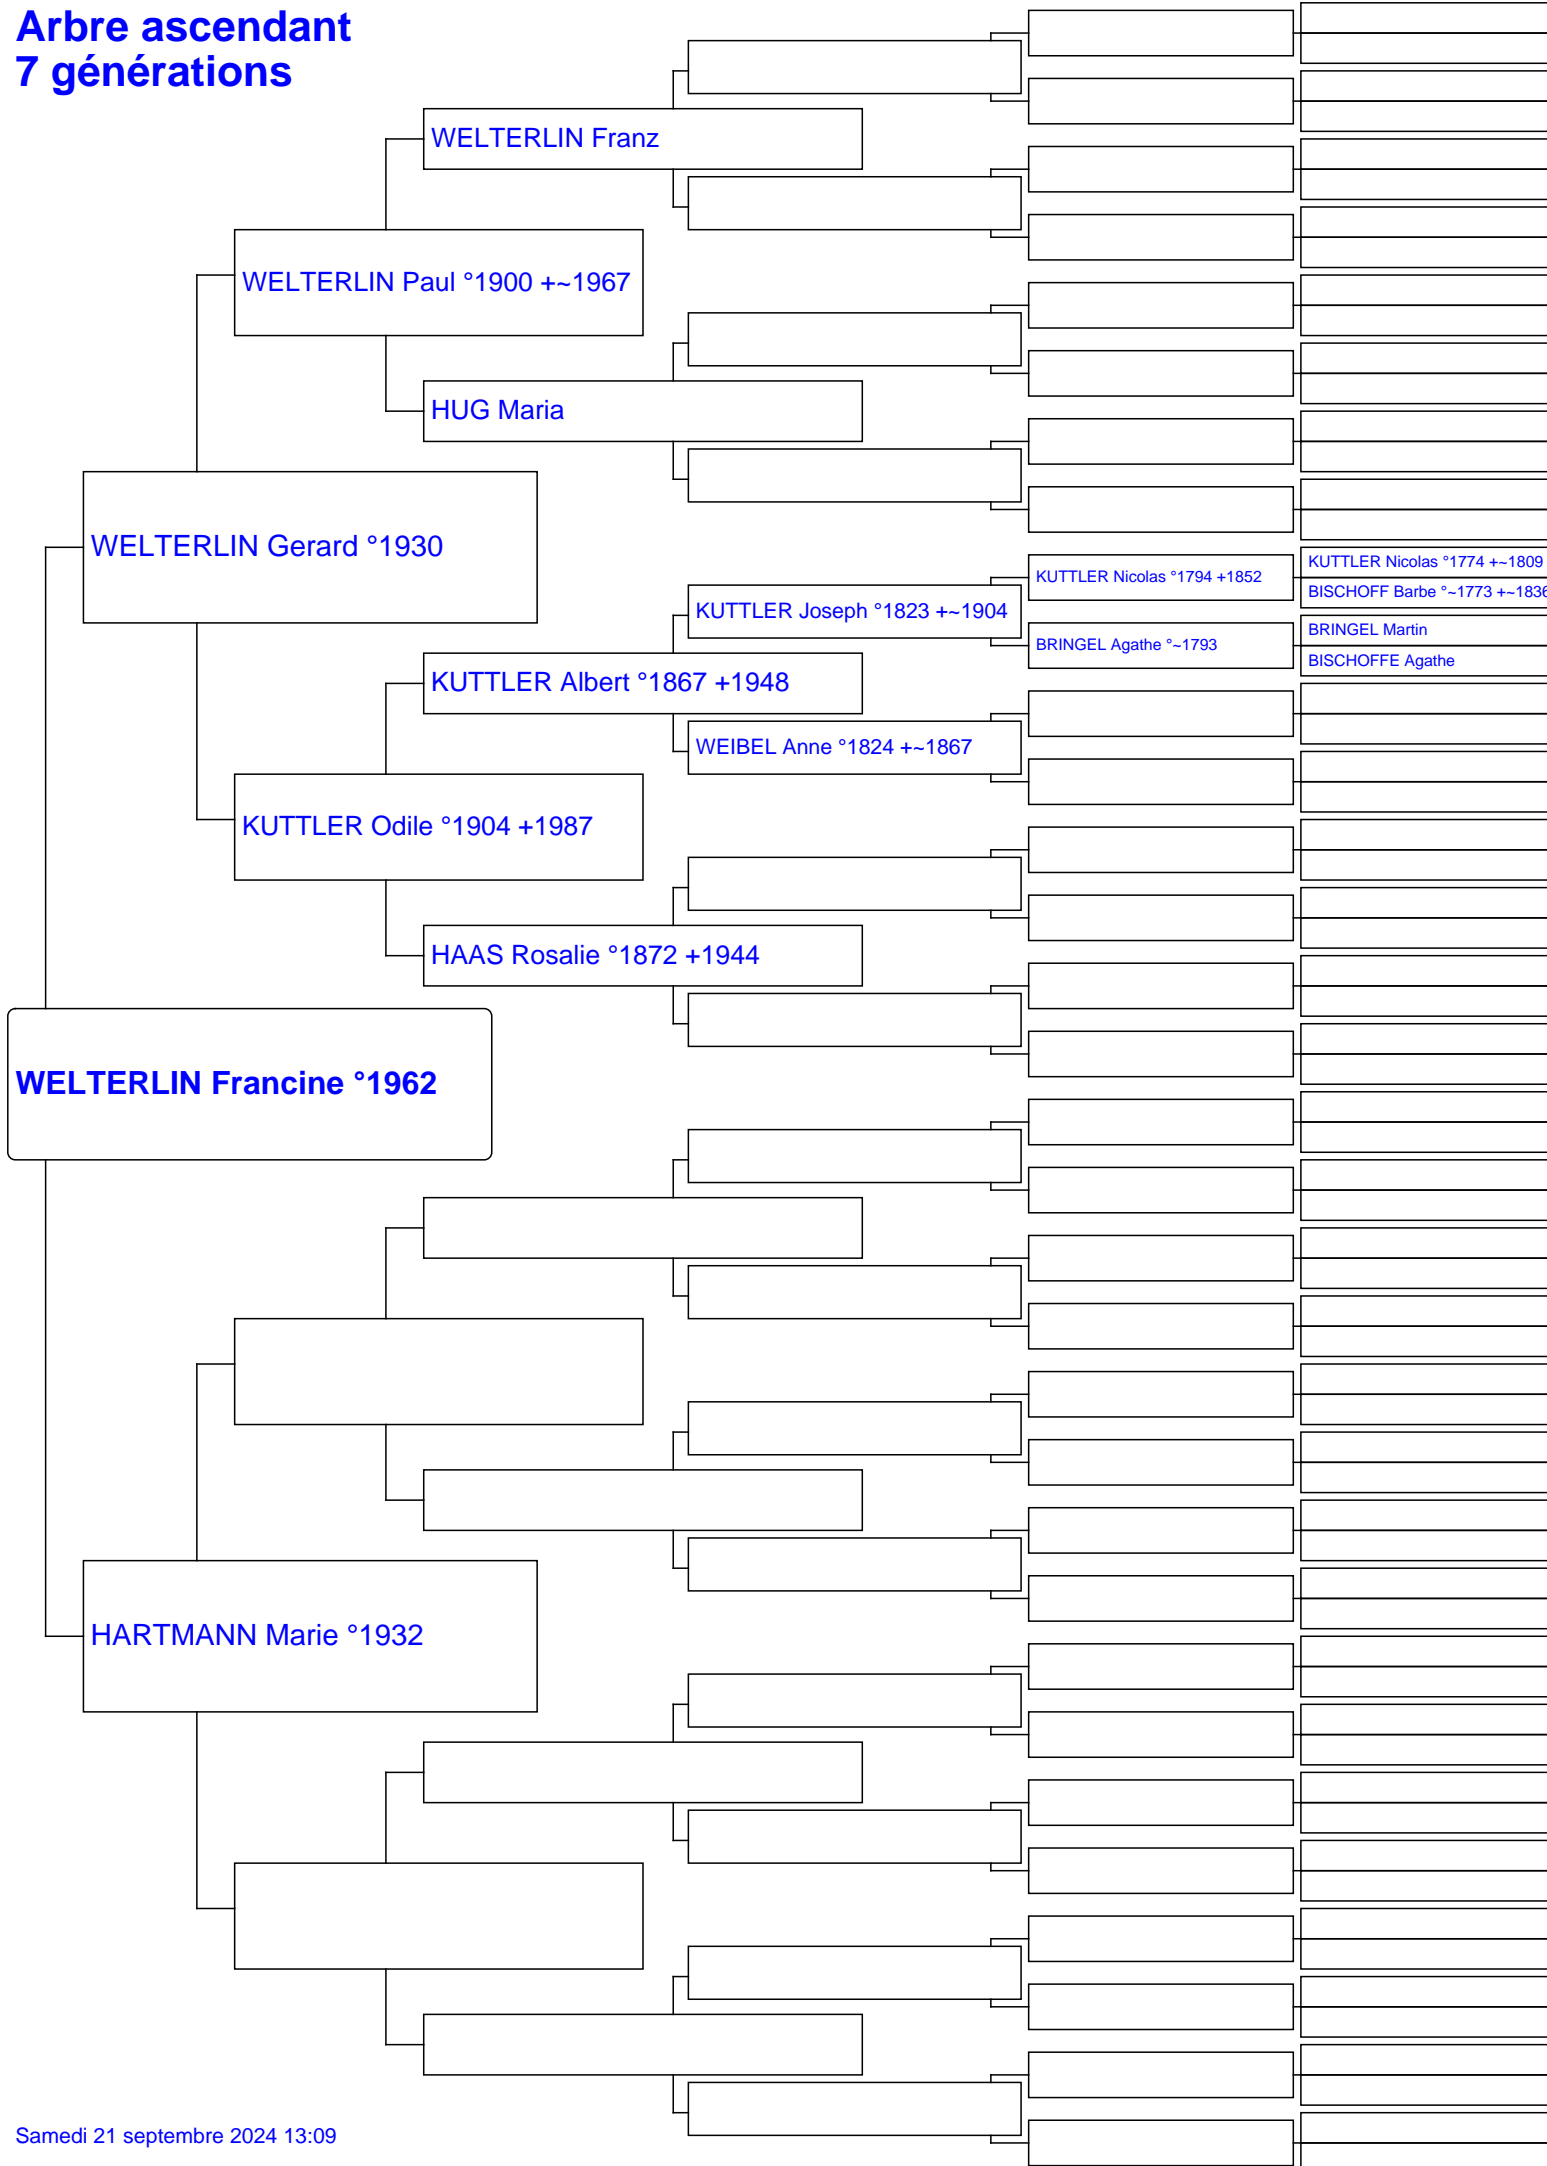 Arbre ascendant
7 générations
WELTERLIN Franz
WELTERLIN Paul °1900 +~1967
HUG Maria
WELTERLIN Gerard °1930
KUTTLER Nicolas °1774 +~1809
KUTTLER Nicolas °1794 +1852
BISCHOFF Barbe °~1773 +~1836
KUTTLER Joseph °1823 +~1904
BRINGEL Martin
BRINGEL Agathe °~1793
BISCHOFFE Agathe
KUTTLER Albert °1867 +1948
WEIBEL Anne °1824 +~1867
KUTTLER Odile °1904 +1987
HAAS Rosalie °1872 +1944
WELTERLIN Francine °1962
HARTMANN Marie °1932
Samedi 21 septembre 2024 13:09